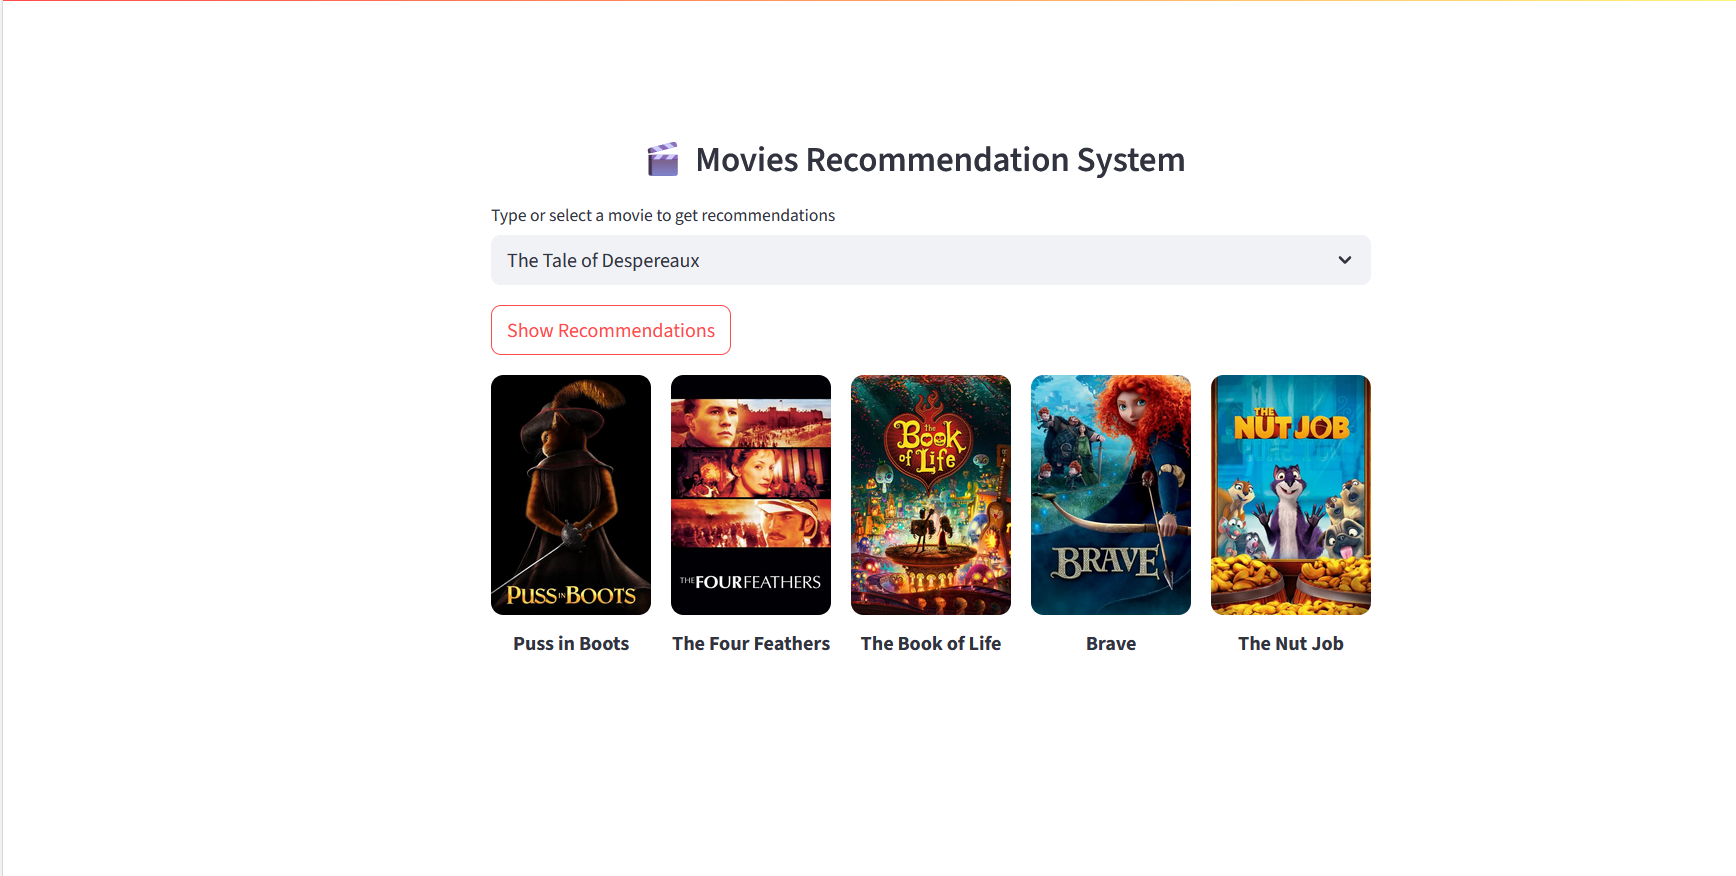 Movies Recommendation System
Type or select a movie to get recommendations
The Tale of Despereaux
Show Recommendations
PUSS IN BOOTS
THE FOUR FEATHERS
the Book of Life
BRAVE
THE NUT JOB
Puss in Boots
The Four Feathers
The Book of Life
Brave
The Nut Job